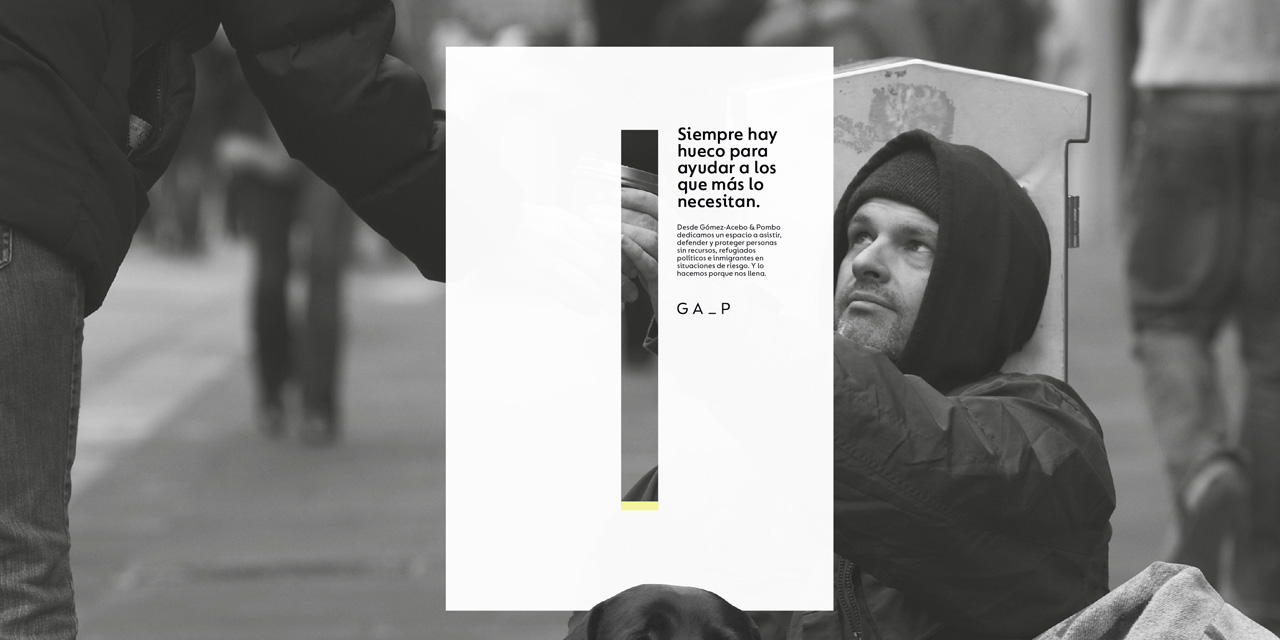 Siempre hay
hueco para
ayudar a los
que más lo
necesitan.
Desde Gómez-Acebo & Pombo
dedicamos un espacio a asistir,
defender y proteger personas
sin recursos, refugiados
políticos e inmigrantes en
situaciones de riesgo. Y lo
hacemos porque nos llena.
GA_P